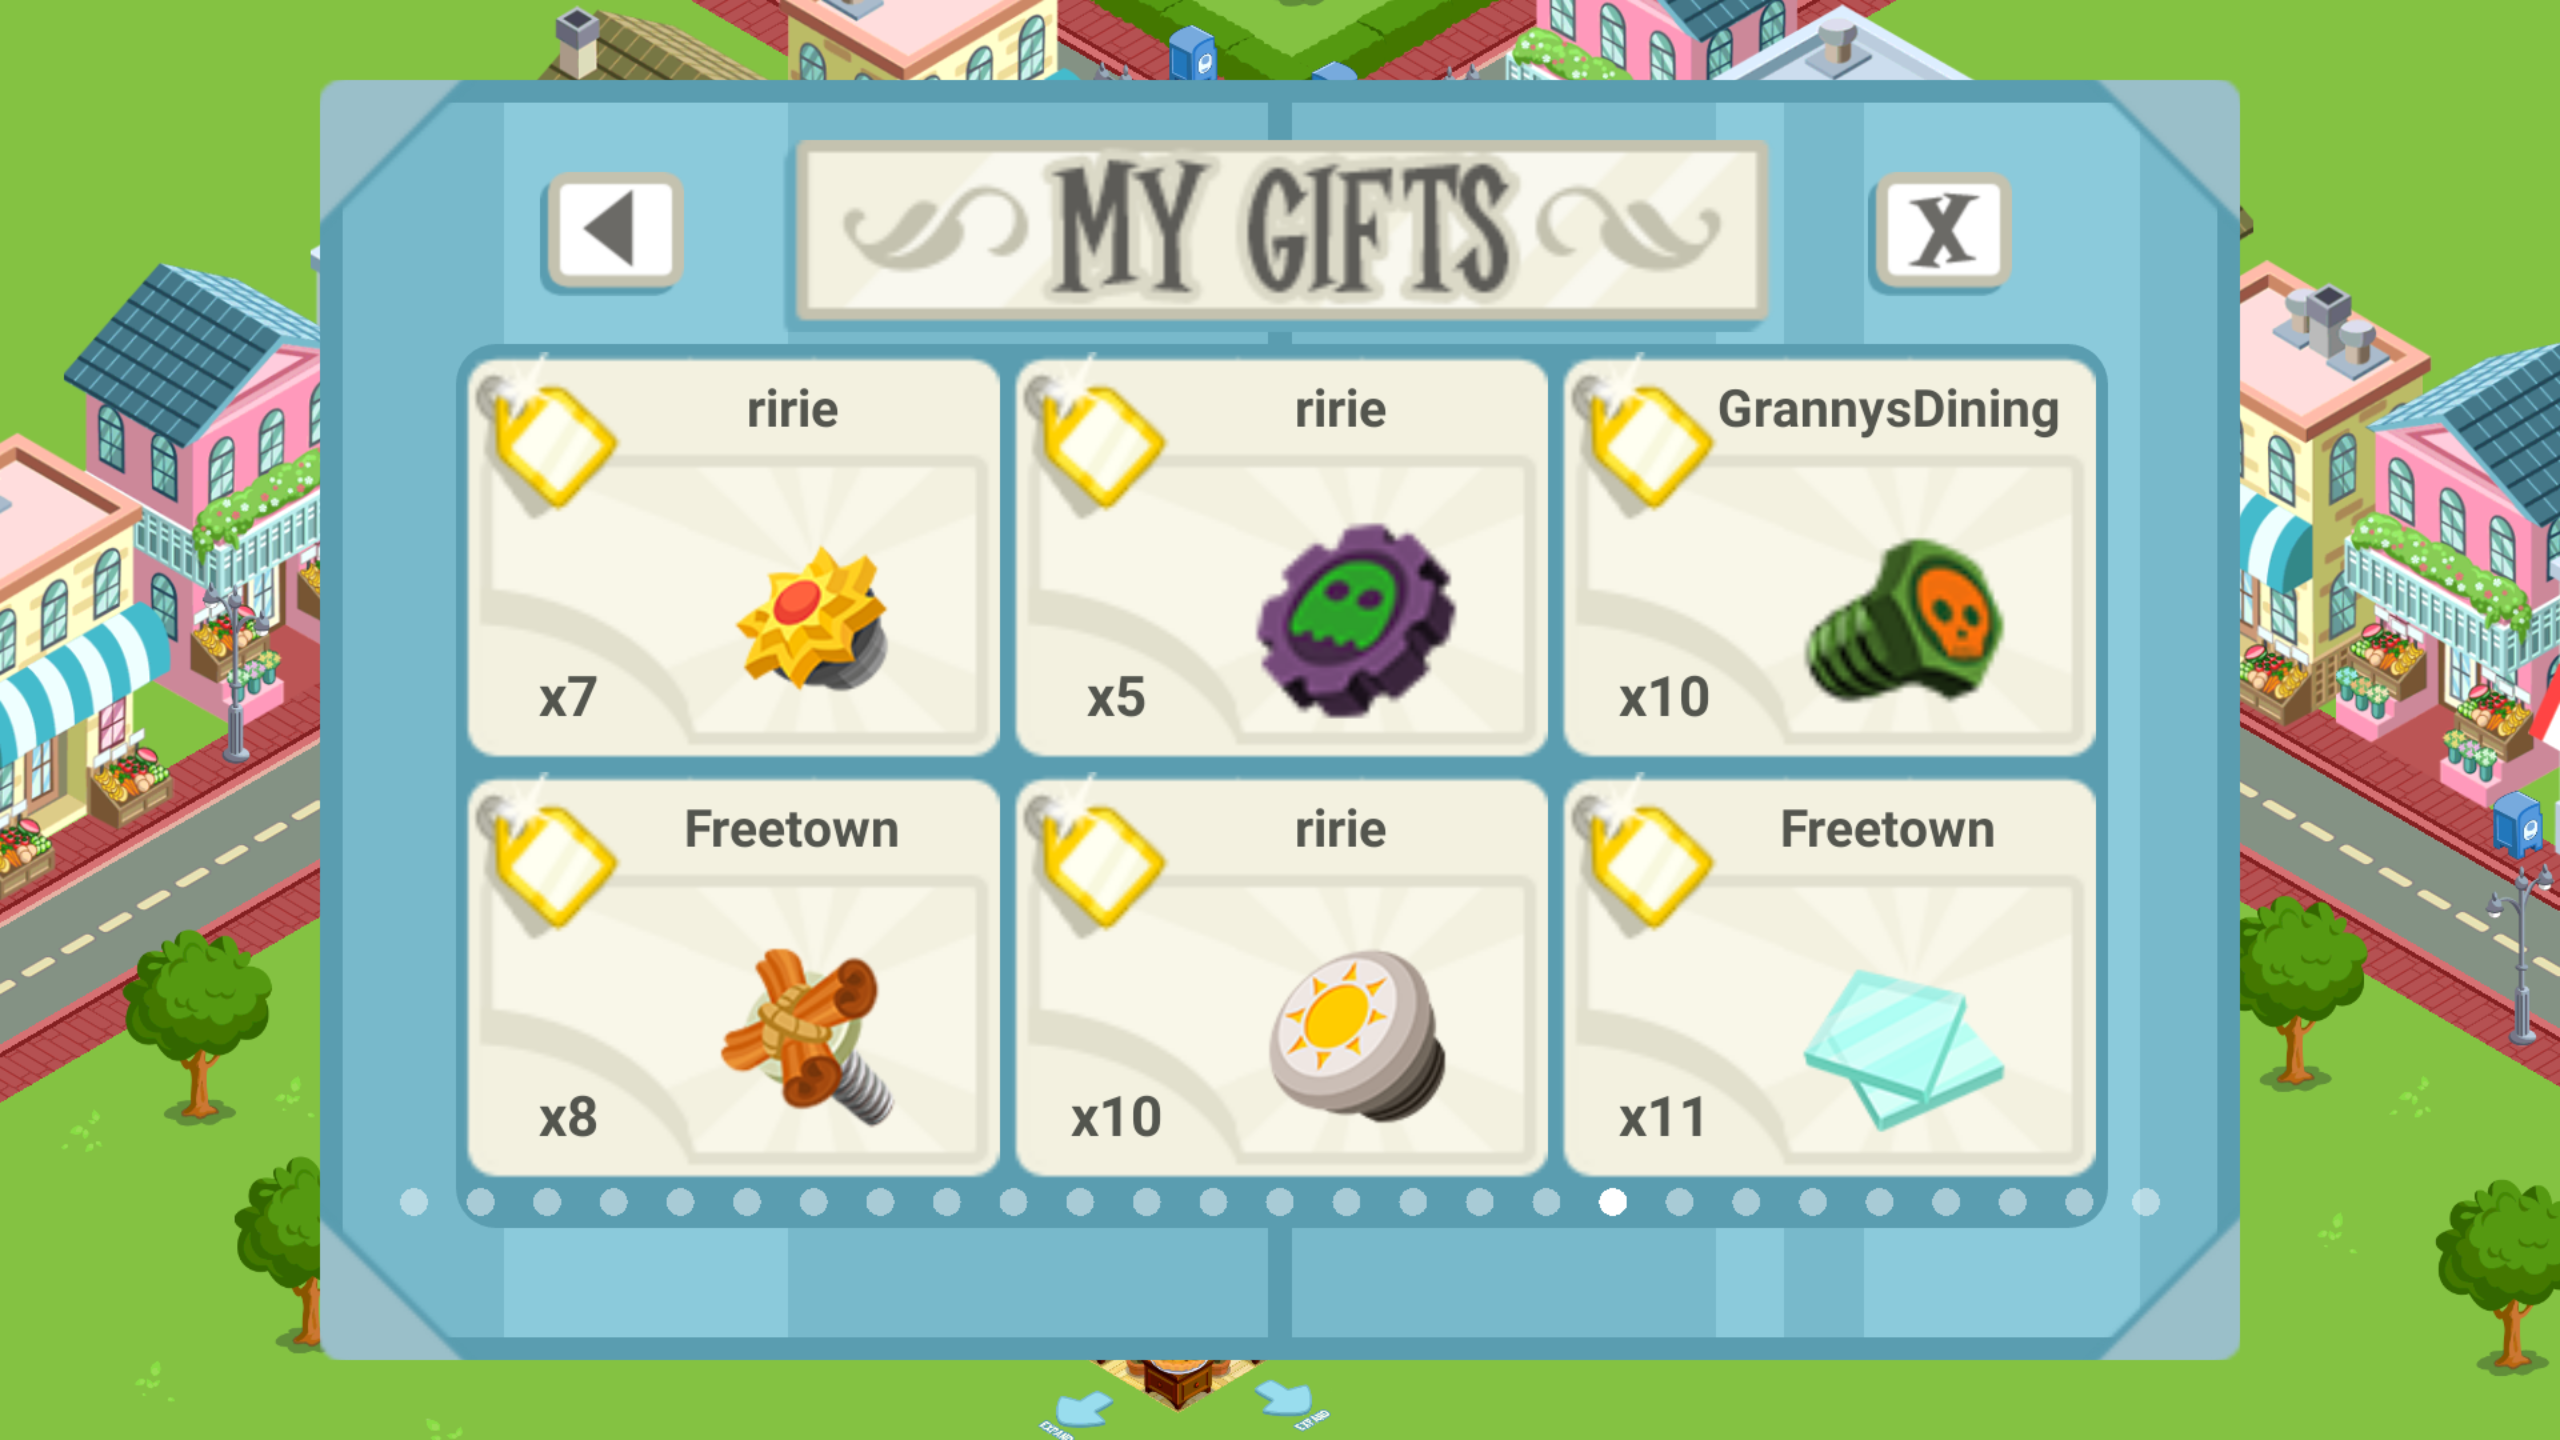 MY GIFTS
X
ririe
ririe
GrannysDining
x7
x5
x10
Freetown
ririe
Freetown
x8
x10
x11
EXPAND
EXPAND